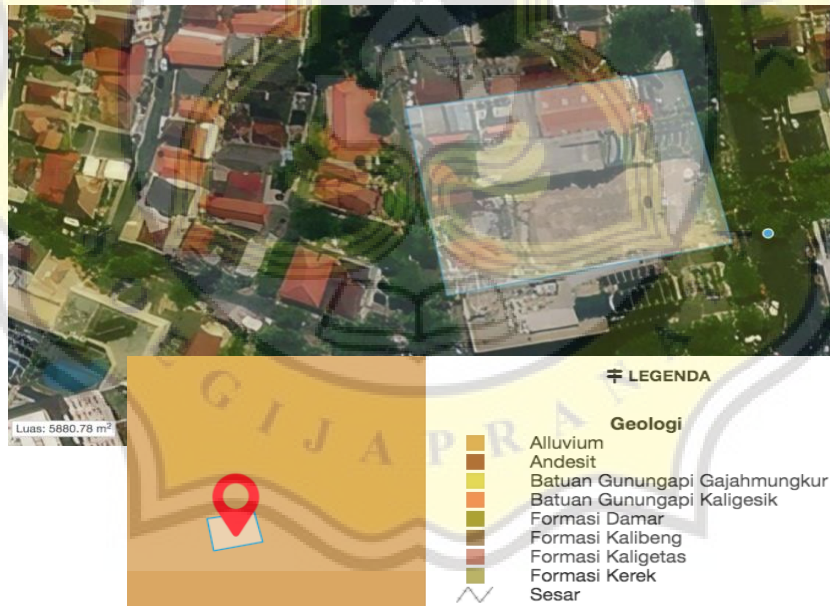 Luas: 5880.78 m²
GIJAPRAN
LEGENDA
Geologi
Alluvium
Andesit
Batuan Gunungapi Gajahmungkur
Batuan Gunungapi Kaligesik
Formasi Damar
Formasi Kalibeng
Formasi Kaligetas
Formasi Kerek
Sesar